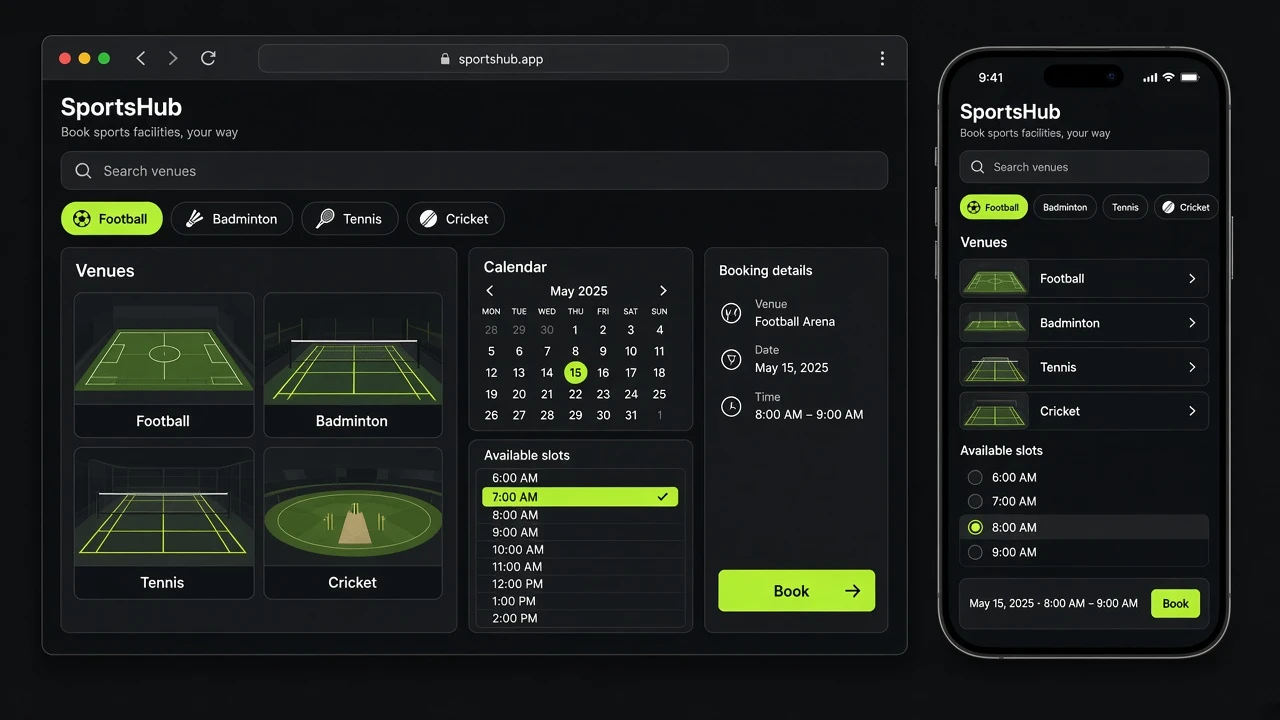 sportshub.app
SportsHub
Book sports facilities, your way
Search venues
Football
Badminton
Tennis
Cricket
Venues
Football
Badminton
Tennis
Cricket
Calendar
May 2025
MON TUE WED THU FRI SAT SUN
28 29 30 1 2 3 4
5 6 7 8 9 10 11
12 13 14 15 16 17 18
19 20 21 22 23 24 25
26 27 28 29 30 31 1
Available slots
6:00 AM
7:00 AM
8:00 AM
9:00 AM
10:00 AM
11:00 AM
12:00 PM
1:00 PM
2:00 PM
Booking details
Venue
Football Arena
Date
May 15, 2025
Time
8:00 AM – 9:00 AM
Book
9:41
SportsHub
Book sports facilities, your way
Search venues
Football
Badminton
Tennis
Cricket
Venues
Football
Badminton
Tennis
Cricket
Available slots
6:00 AM
7:00 AM
8:00 AM
9:00 AM
May 15, 2025 - 8:00 AM – 9:00 AM
Book